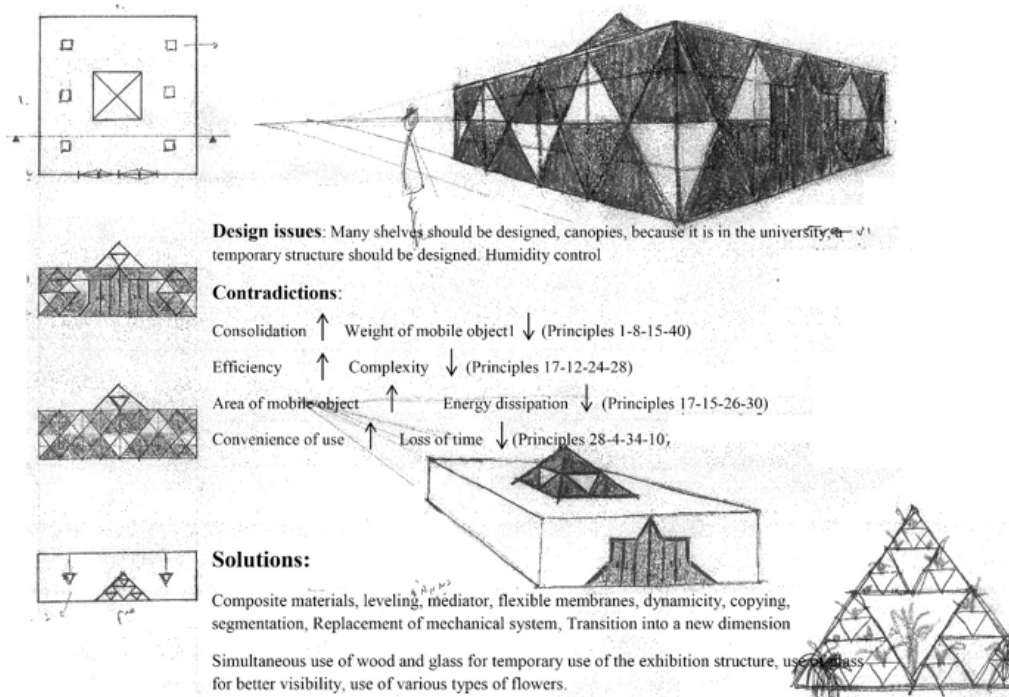 Design issues: Many shelves should be designed, canopies, because it is in the university, a
temporary structure should be designed. Humidity control
Contradictions:
Consolidation ↑ Weight of mobile object1 ↓ (Principles 1-8-15-40)
Efficiency ↑ Complexity ↓ (Principles 17-12-24-28)
Area of mobile object ↑ Energy dissipation ↓ (Principles 17-15-26-30)
Convenience of use ↑ Loss of time ↓ (Principles 28-4-34-10)
Solutions:
Composite materials, leveling, mediator, flexible membranes, dynamicity, copying,
segmentation, Replacement of mechanical system, Transition into a new dimension
Simultaneous use of wood and glass for temporary use of the exhibition structure, use of glass
for better visibility, use of various types of flowers.